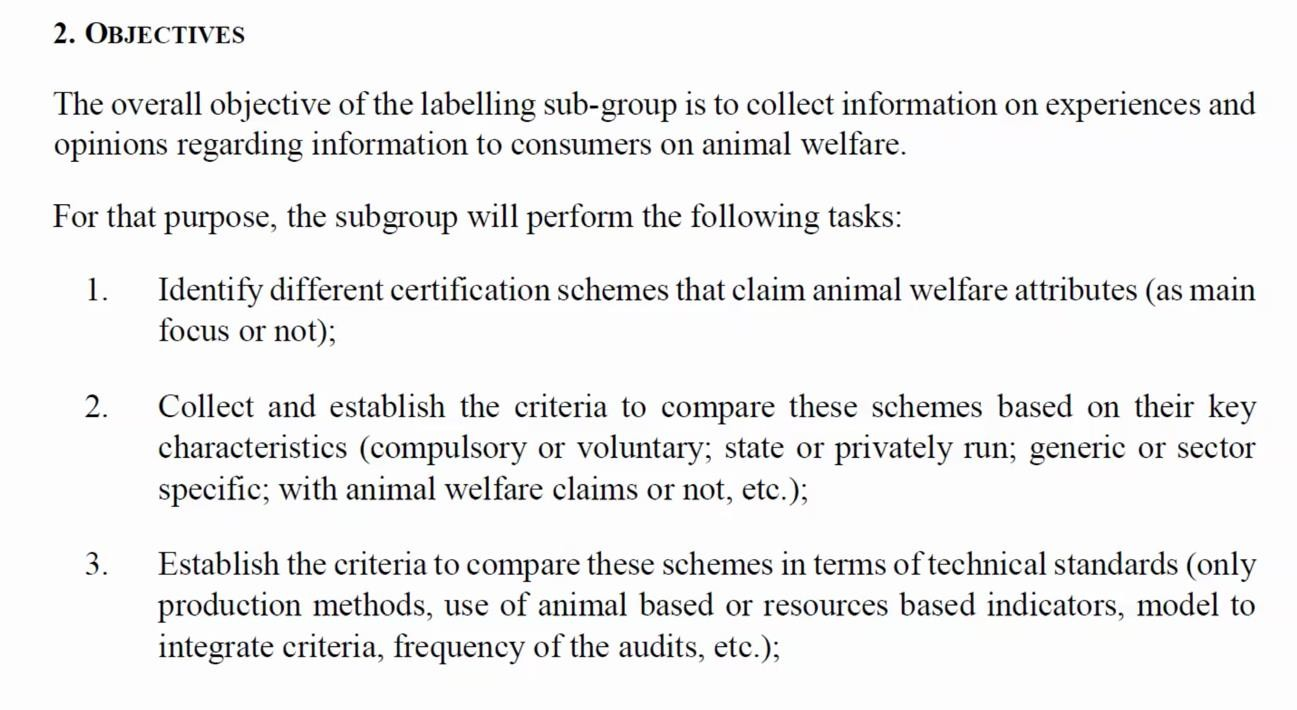 2. OBJECTIVES
The overall objective of the labelling sub-group is to collect information on experiences and
opinions regarding information to consumers on animal welfare.
For that purpose, the subgroup will perform the following tasks:
1. Identify different certification schemes that claim animal welfare attributes (as main
focus or not);
2. Collect and establish the criteria to compare these schemes based on their key
characteristics (compulsory or voluntary; state or privately run; generic or sector
specific; with animal welfare claims or not, etc.);
3. Establish the criteria to compare these schemes in terms of technical standards (only
production methods, use of animal based or resources based indicators, model to
integrate criteria, frequency of the audits, etc.);